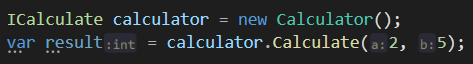 ICalculate calculator = new Calculator();
var result:int = calculator.Calculate(a:2, b:5);